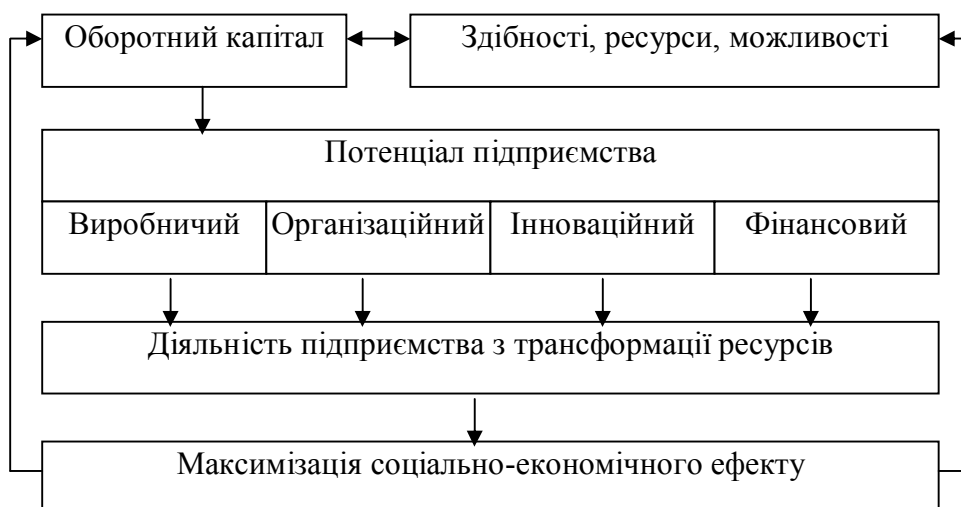 Оборотний капітал
Здібності, ресурси, можливості
Потенціал підприємства
Виробничий
Організаційний
Інноваційний
Фінансовий
Діяльність підприємства з трансформації ресурсів
Максимізація соціально-економічного ефекту